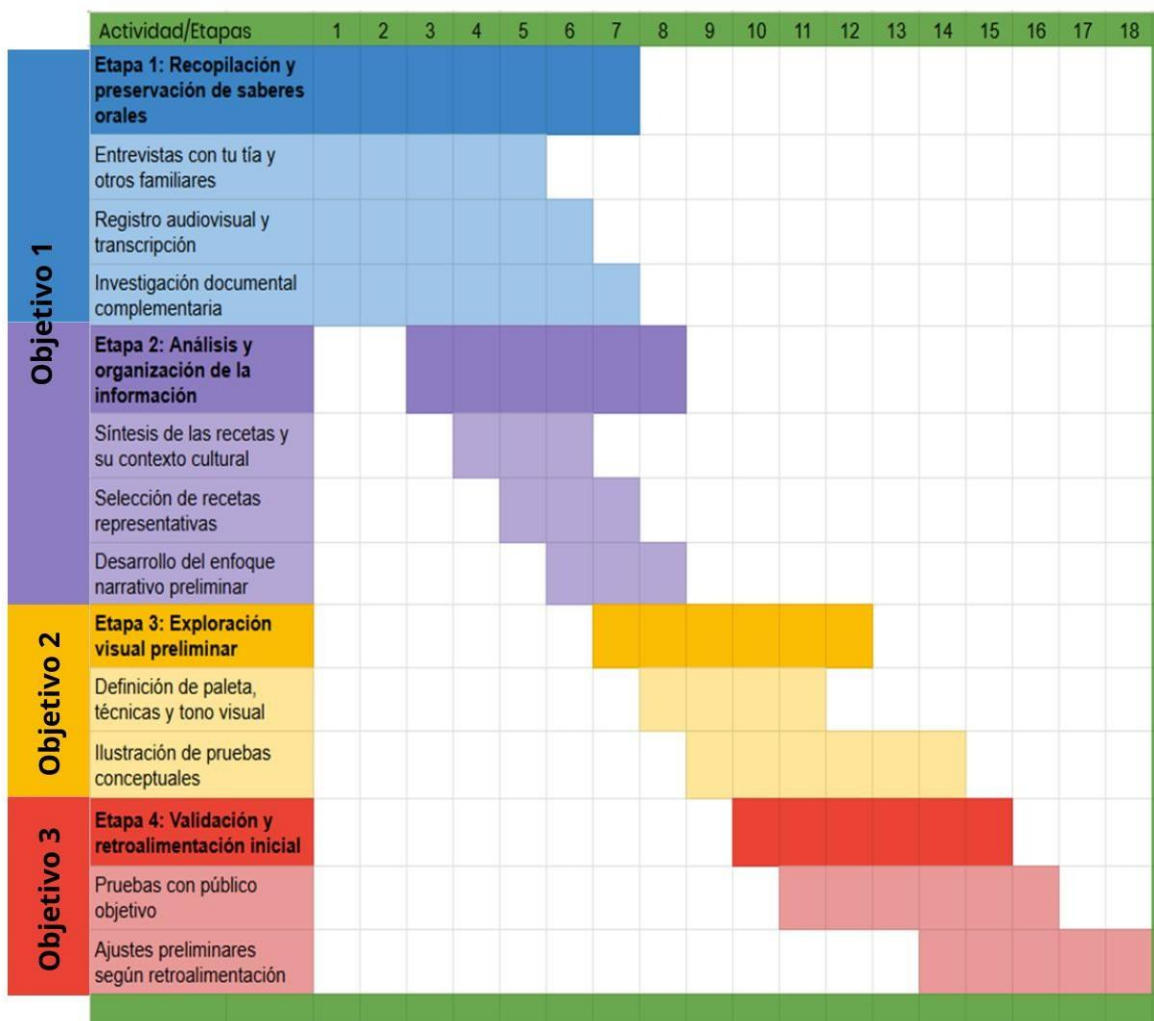 Actividad/Etapas 1 2 3 4 5 6 7 8 9 10 11 12 13 14 15 16 17 18
Objetivo 1
Etapa 1: Recopilación y
preservación de saberes
orales
Entrevistas con tu tía y
otros familiares
Registro audiovisual y
transcripción
Investigación documental
complementaria
Etapa 2: Análisis y
organización de la
información
Síntesis de las recetas y
su contexto cultural
Selección de recetas
representativas
Desarrollo del enfoque
narrativo preliminar
Objetivo 2
Etapa 3: Exploración
visual preliminar
Definición de paleta,
técnicas y tono visual
Ilustración de pruebas
conceptuales
Objetivo 3
Etapa 4: Validación y
retroalimentación inicial
Pruebas con público
objetivo
Ajustes preliminares
según retroalimentación